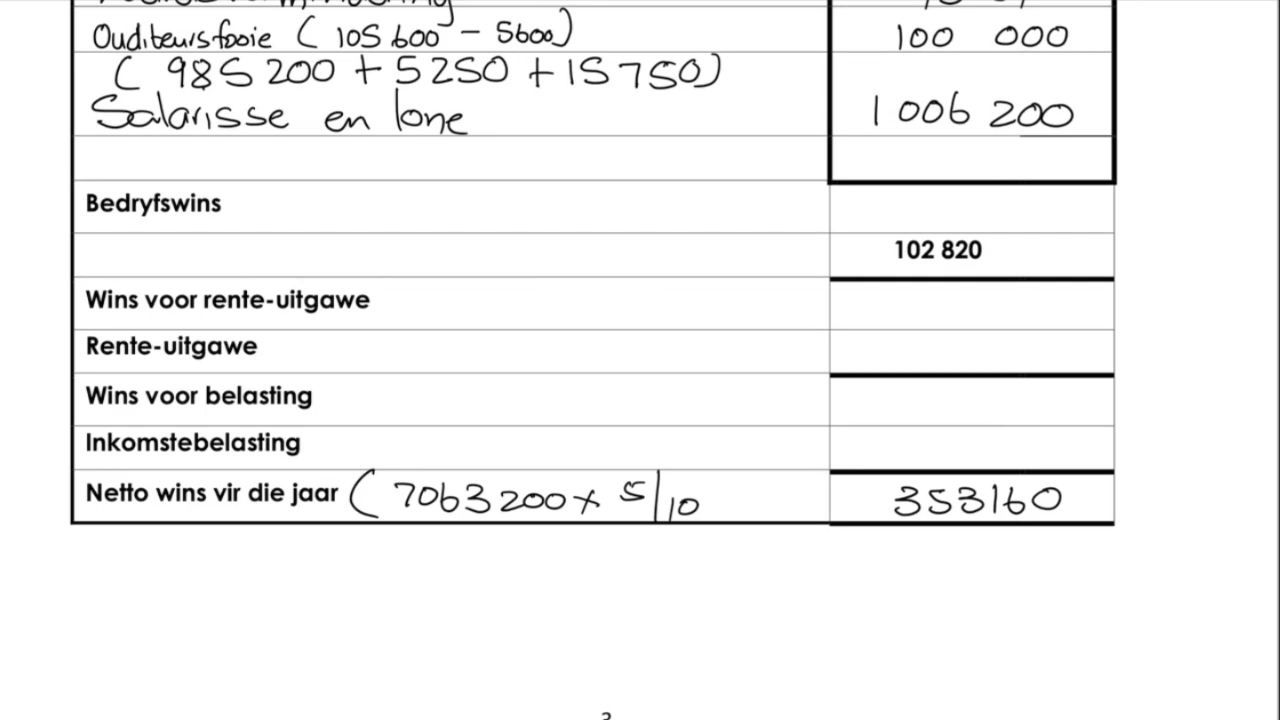 Ouditeursfooie (105 600 - 5600) 100 000
(985 200 + 5250 + 15 750)
Salarisse en lone 1 006 200
Bedryfswins
102 820
Wins voor rente-uitgawe
Rente-uitgawe
Wins voor belasting
Inkomstebelasting
Netto wins vir die jaar (7063 200 x 5/10 353160